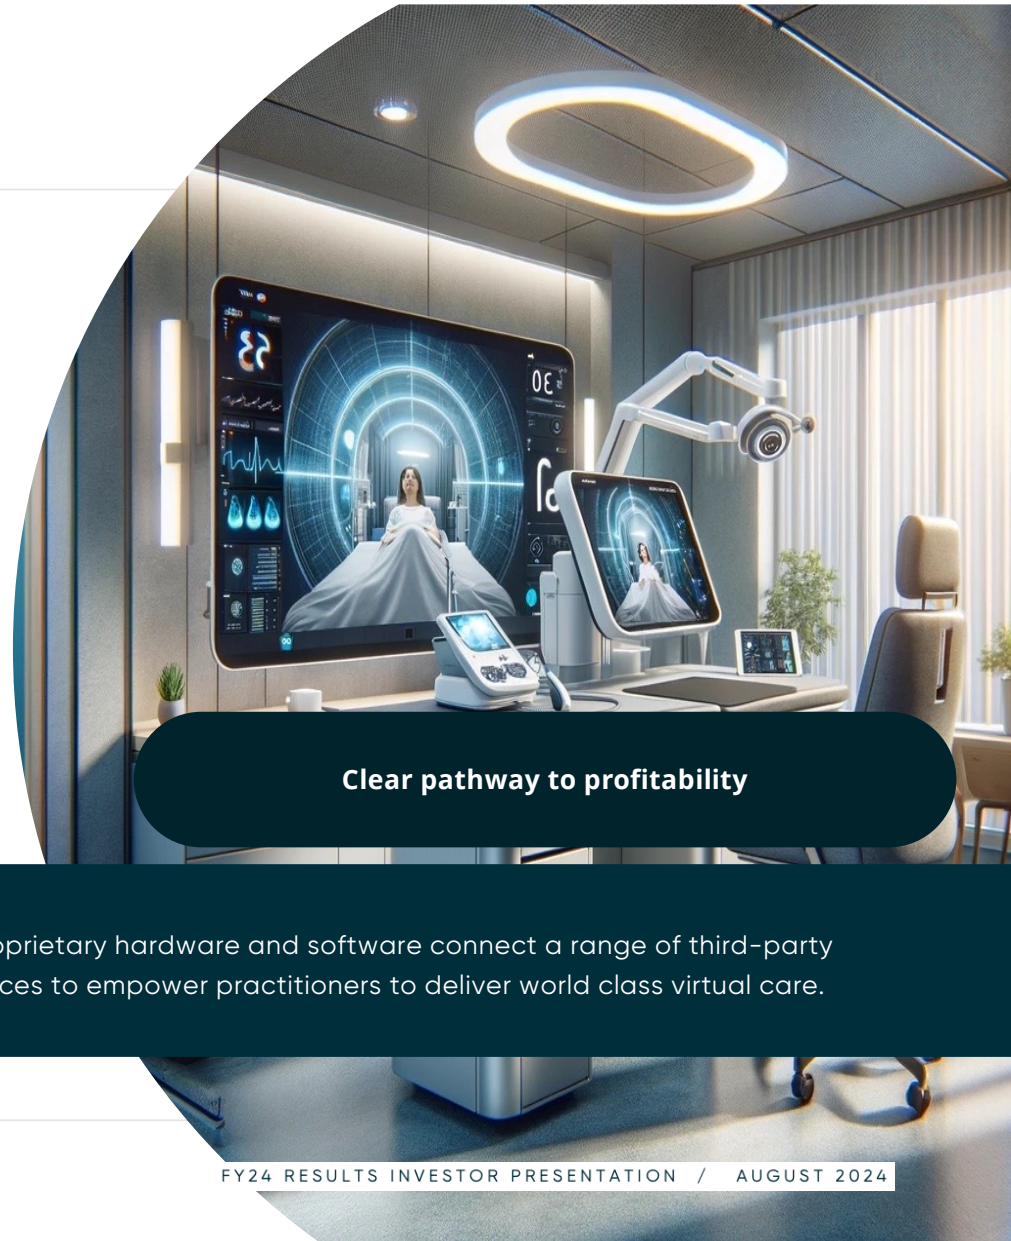 Clear pathway to profitability
oprietary hardware and software connect a range of third-party
ces to empower practitioners to deliver world class virtual care.
FY24 RESULTS INVESTOR PRESENTATION / AUGUST 2024